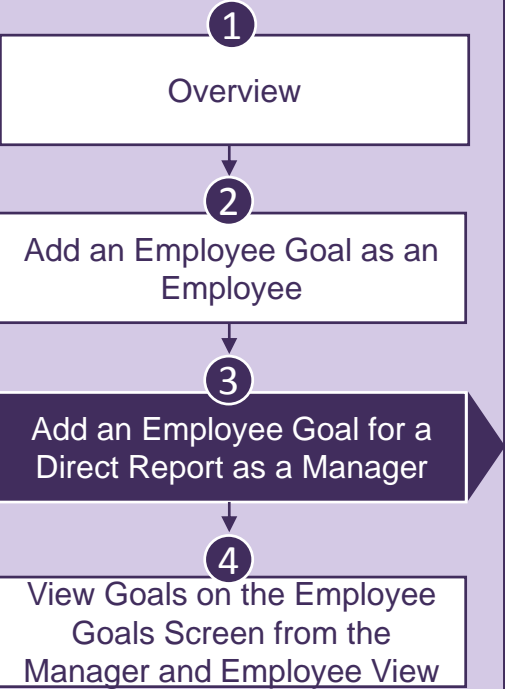 1
Overview
2
Add an Employee Goal as an
Employee
3
Add an Employee Goal for a
Direct Report as a Manager
4
View Goals on the Employee
Goals Screen from the
Manager and Employee View